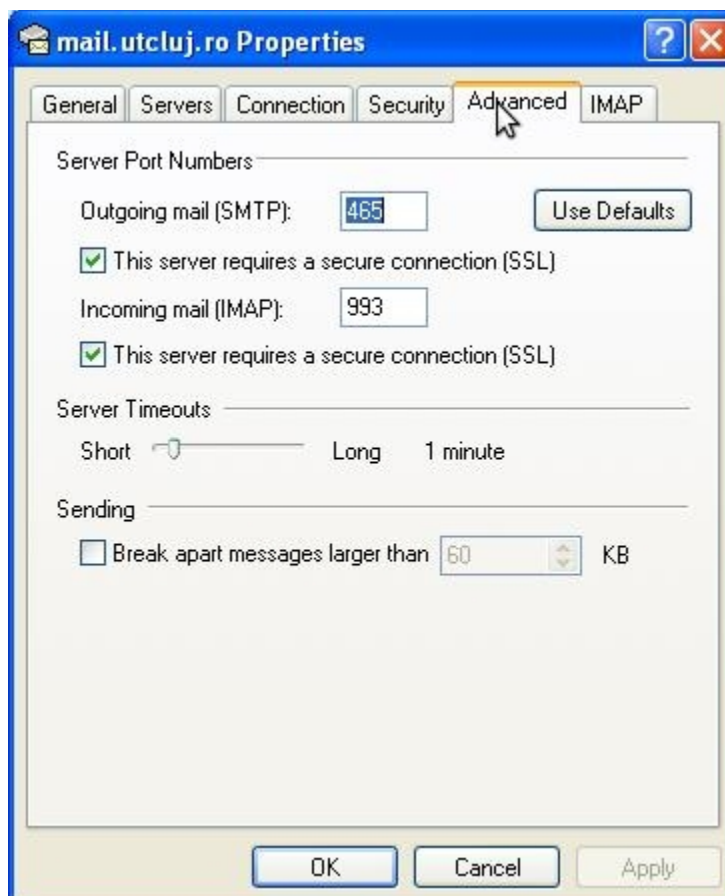 mail.utcluj.ro Properties
General Servers Connection Security Advanced IMAP
Server Port Numbers
Outgoing mail (SMTP): 465 Use Defaults
This server requires a secure connection (SSL)
Incoming mail (IMAP): 993
This server requires a secure connection (SSL)
Server Timeouts
Short Long 1 minute
Sending
Break apart messages larger than 60 KB
OK Cancel Apply